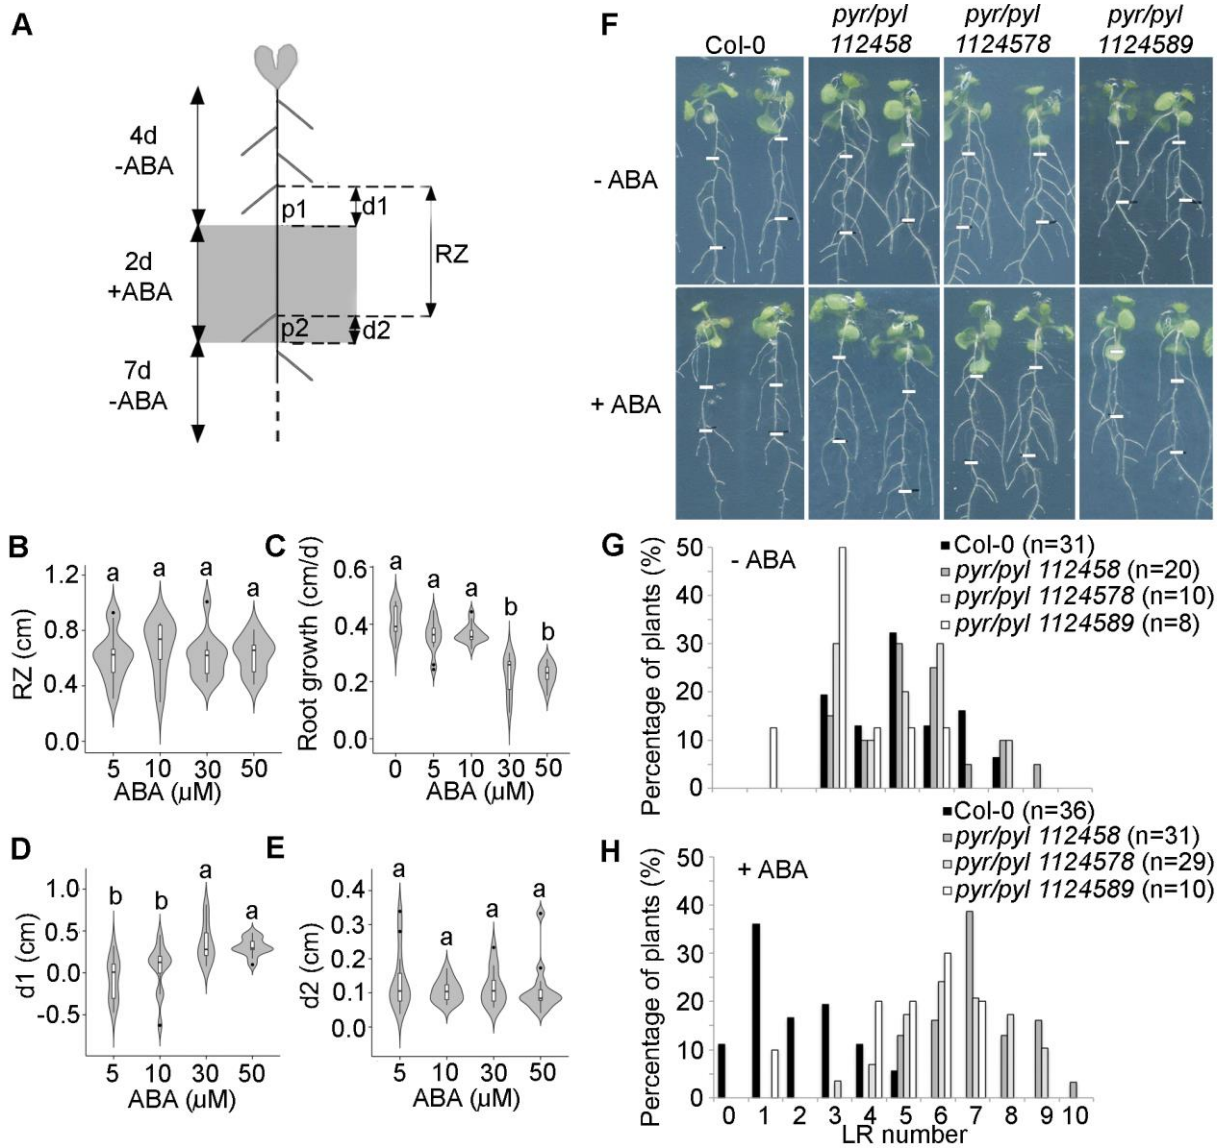 A
4d
-ABA
2d
+ABA
7d
-ABA
p1
d1
RZ
p2
d2
F
Col-0
pyr/pyl
112458
pyr/pyl
1124578
pyr/pyl
1124589
- ABA
+ ABA
B
RZ (cm)
1.2
0.8
0.4
0.0
a a a a
5 10 30 50
ABA (μM)
C
Root growth (cm/d)
0.6
0.4
0.2
0.0
a a a b b
0 5 10 30 50
ABA (μM)
D
d1 (cm)
1.0
0.5
0.0
-0.5
b b a a
5 10 30 50
ABA (μM)
E
d2 (cm)
0.4
0.3
0.2
0.1
0.0
a a a a
5 10 30 50
ABA (μM)
G
- ABA
Percentage of plants (%)
50
40
30
20
10
0
Col-0 (n=31)
pyr/pyl 112458 (n=20)
pyr/pyl 1124578 (n=10)
pyr/pyl 1124589 (n=8)
H
+ ABA
Percentage of plants (%)
50
40
30
20
10
0
Col-0 (n=36)
pyr/pyl 112458 (n=31)
pyr/pyl 1124578 (n=29)
pyr/pyl 1124589 (n=10)
0 1 2 3 4 5 6 7 8 9 10
LR number